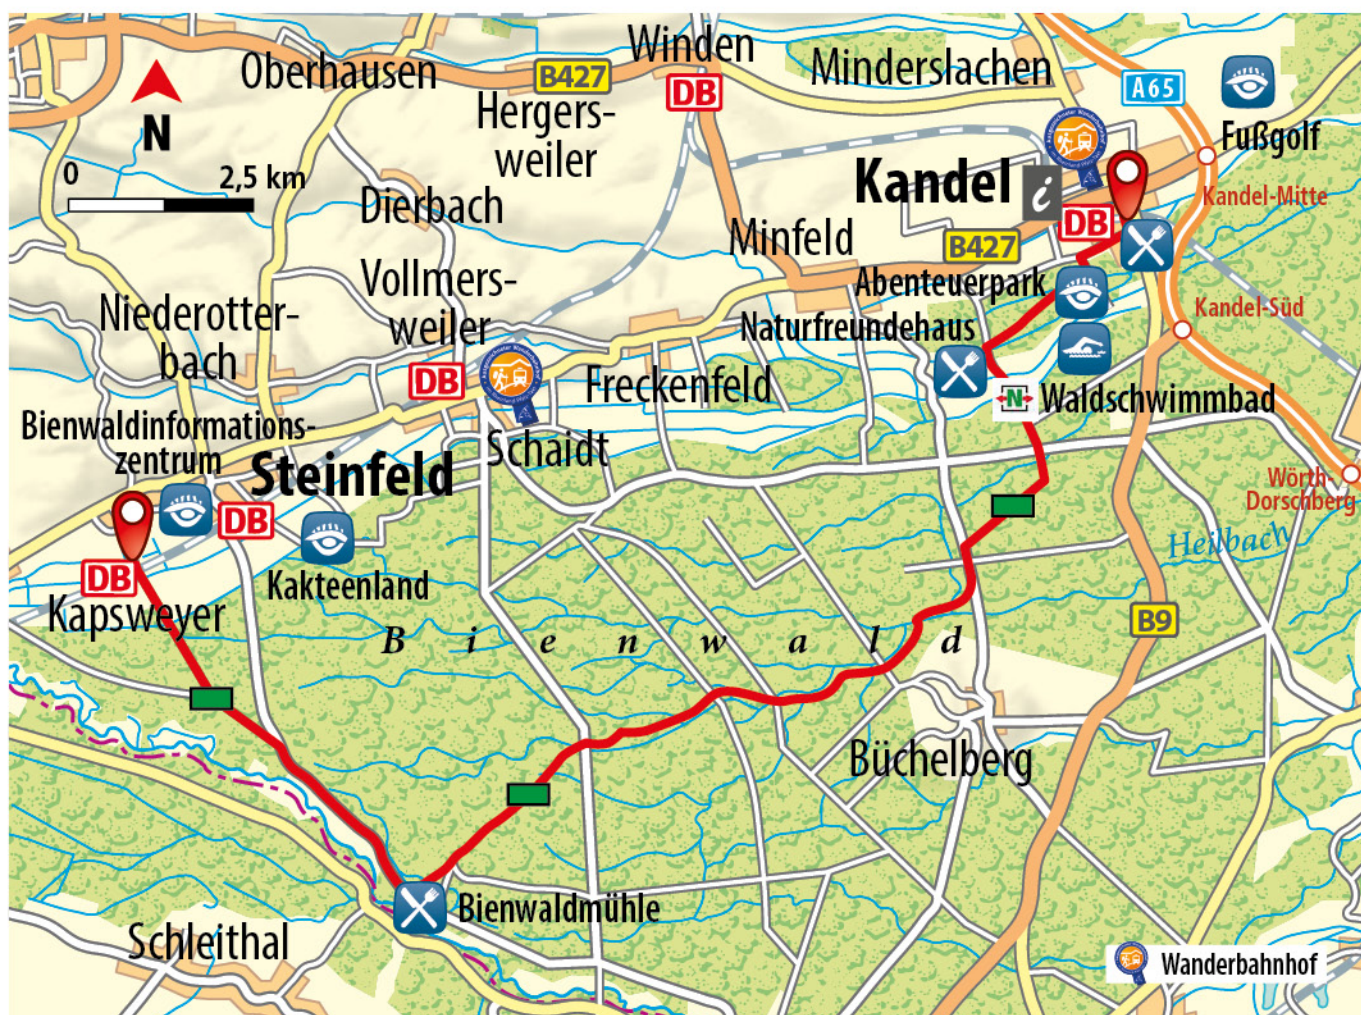 Winden
Oberhausen
B427
Minderslachen
DB
A65
N
Hergers-
weiler
Fußgolf
0
2,5 km
Kandel
i
Kandel-Mitte
Dierbach
DB
Minfeld
B427
Vollmers-
weiler
Abenteuerpark
Niederotter-
bach
Kandel-Süd
Naturfreundehaus
DB
Freckenfeld
N
Waldschwimmbad
Bienwaldinformations-
zentrum
Schaidt
Steinfeld
Wörth-
Dorschberg
DB
Heilbach
DB
Kakteenland
Kapsweyer
B9
Bienwald
Büchelberg
Bienwaldmühle
Schleithal
Wanderbahnhof